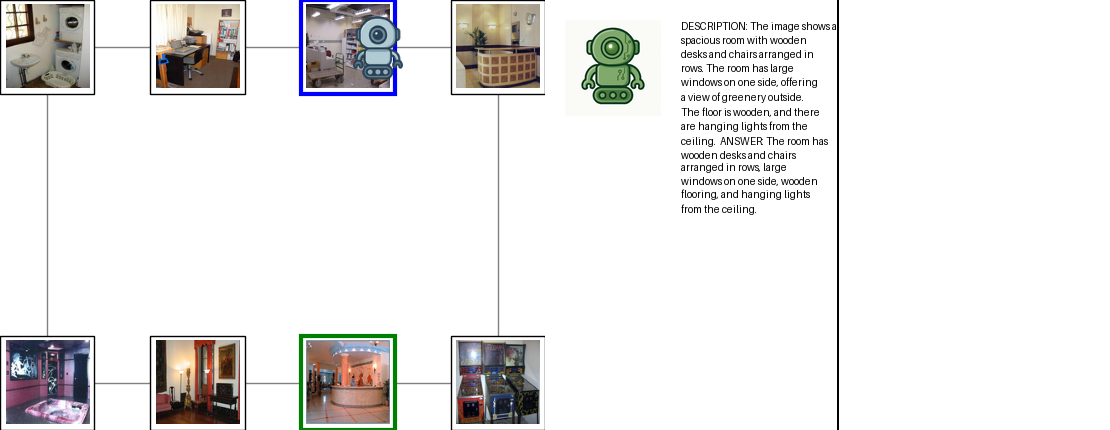 DESCRIPTION: The image shows a
spacious room with wooden
desks and chairs arranged in
rows. The room has large
windows on one side, offering
a view of greenery outside.
The floor is wooden, and there
are hanging lights from the
ceiling. ANSWER: The room has
wooden desks and chairs
arranged in rows, large
windows on one side, wooden
flooring, and hanging lights
from the ceiling.